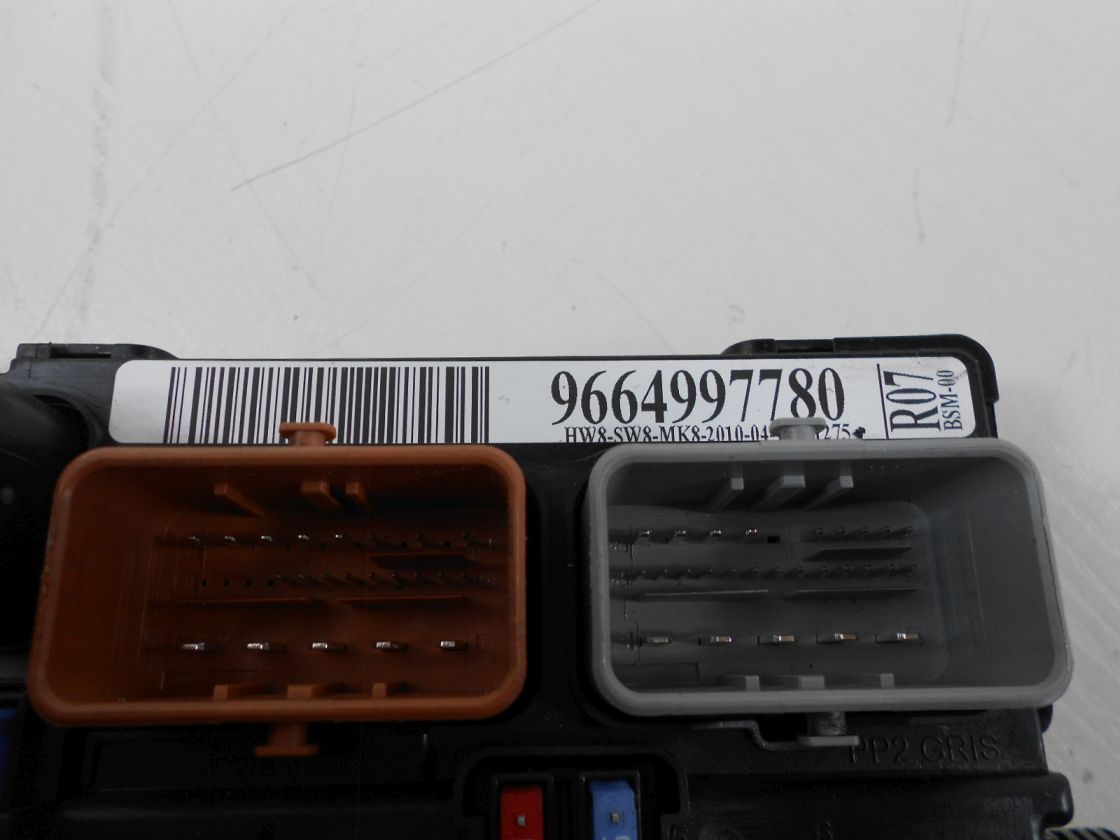 9664997780
HW8-SW8-MK8-2010-04-
R07
BSM-00
PP2 GRIS